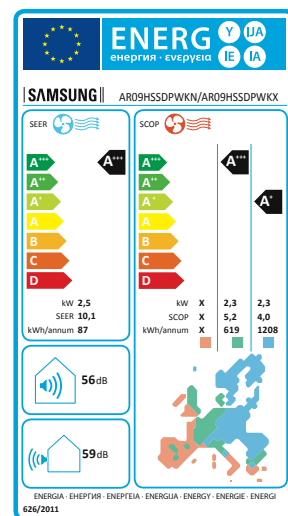 ENERG
енергия · ενεργεια
Y IJA
IE IA
SAMSUNG
AR09HSSDPWKN/AR09HSSDPWKX
SEER
A+++
A+++
A++
A+
A
B
C
D
kW 2,5
SEER 10,1
kWh/annum 87
SCOP
A+++
A+++
A++
A+
A+
A
B
C
D
kW X 2,3 2,3
SCOP X 5,2 4,0
kWh/annum X 619 1208
56dB
59dB
ENERGIA · ЕНЕРГИЯ · ΕΝΕΡΓΕΙΑ · ENERGIJA · ENERGY · ENERGIE · ENERGI
626/2011